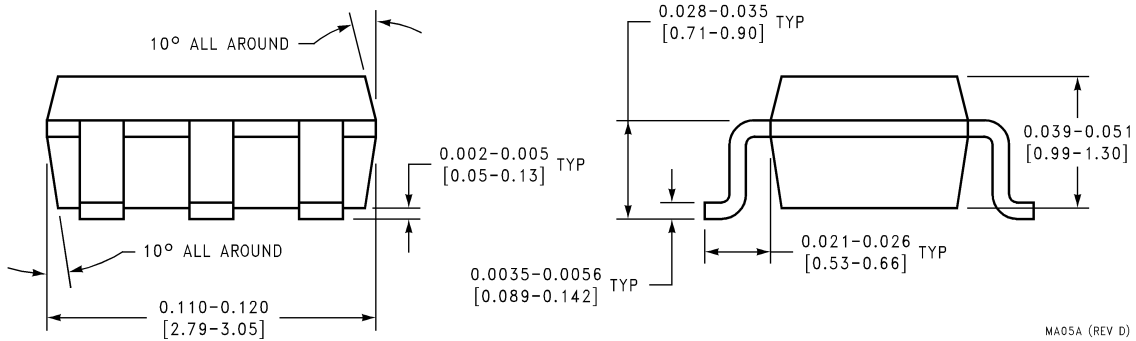 0.028-0.035
[0.71-0.90] TYP
10° ALL AROUND
0.002-0.005
[0.05-0.13] TYP
0.039-0.051
[0.99-1.30]
10° ALL AROUND
0.021-0.026
[0.53-0.66] TYP
0.0035-0.0056
[0.089-0.142] TYP
0.110-0.120
[2.79-3.05]
MA05A (REV D)